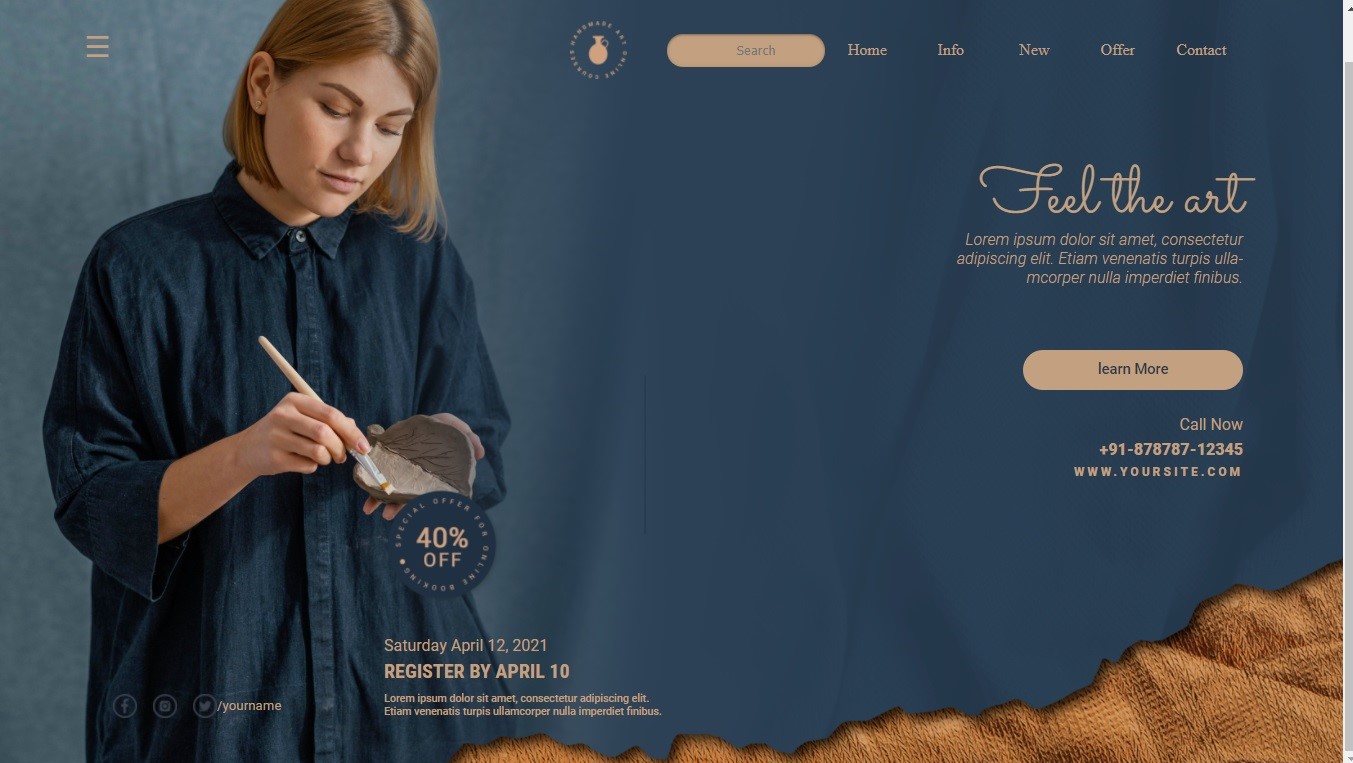 HANDMADE ART ONLINE COURSES
Search
Home
Info
New
Offer
Contact
Feel the art
Lorem ipsum dolor sit amet, consectetur
adipiscing elit. Etiam venenatis turpis ulla-
mcorper nulla imperdiet finibus.
learn More
Call Now
+91-878787-12345
WWW.YOURSITE.COM
SPECIAL OFFER FOR ONLINE BOOKING
40%
OFF
Saturday April 12, 2021
REGISTER BY APRIL 10
Lorem ipsum dolor sit amet, consectetur adipiscing elit.
Etiam venenatis turpis ullamcorper nulla imperdiet finibus.
/yourname